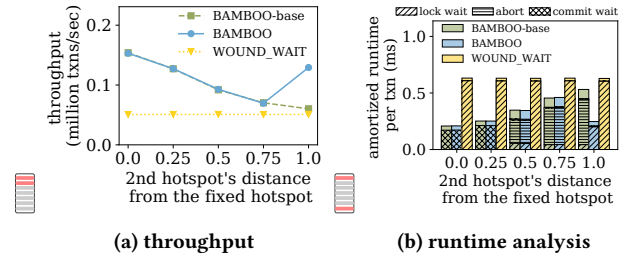 BAMBOO-base
BAMBOO
WOUND_WAIT
throughput
(million txns/sec)
0.2
0.1
0.0
0.0 0.25 0.5 0.75 1.0
2nd hotspot's distance
from the fixed hotspot
(a) throughput
lock wait abort commit wait
BAMBOO-base
BAMBOO
WOUND_WAIT
amortized runtime
per txn (ms)
1.0
0.5
0.0
0.0 0.25 0.5 0.75 1.0
2nd hotspot's distance
from the fixed hotspot
(b) runtime analysis